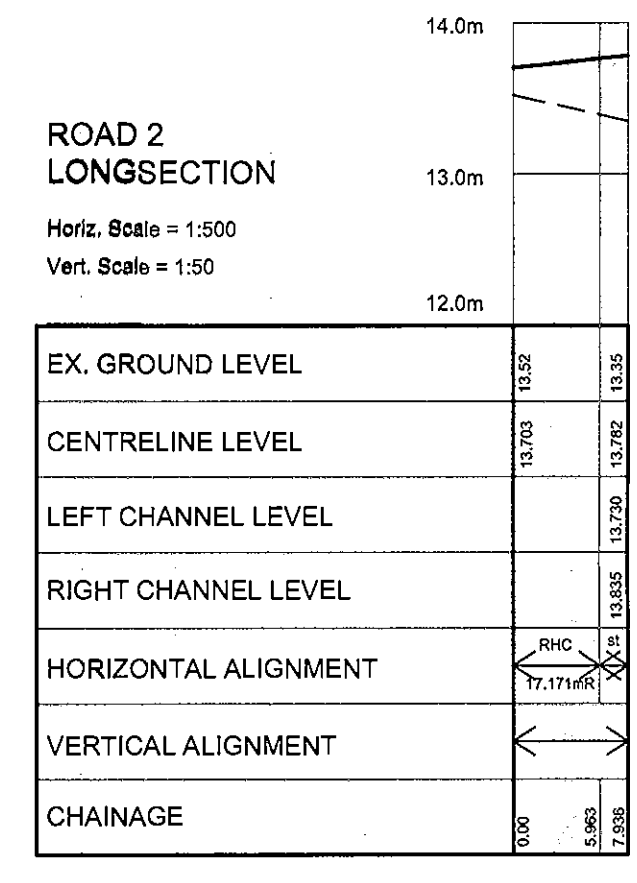 14.0m
ROAD 2
LONGSECTION
13.0m
Horiz. Scale = 1:500
Vert. Scale = 1:50
12.0m
EX. GROUND LEVEL 13.52 13.35
CENTRELINE LEVEL 13.703 13.782
LEFT CHANNEL LEVEL 13.730
RIGHT CHANNEL LEVEL 13.835
HORIZONTAL ALIGNMENT RHC 17.171mR st
VERTICAL ALIGNMENT
CHAINAGE 0.00 5.963 7.936